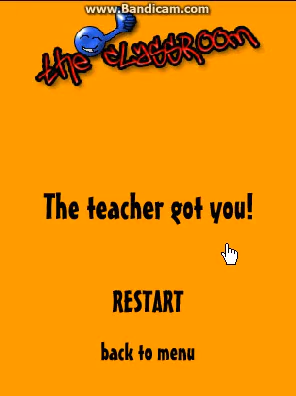 www.Bandicam.com
the CLASSROOM
The teacher got you!
RESTART
back to menu